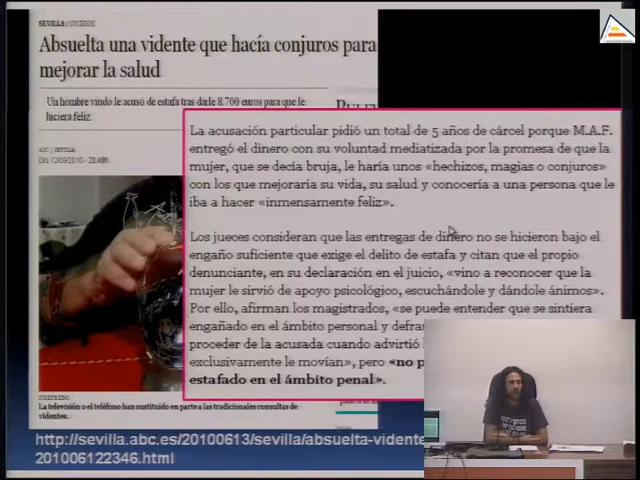 SEVILLA / SUCESOS
Absuelta una vidente que hacía conjuros para
mejorar la salud
Un hombre viudo le acusó de estafa tras darle 8.700 euros para que le
hiciera feliz
ABC / SEVILLA
La acusación particular pidió un total de 5 años de cárcel porque M.A.F.
entregó el dinero con su voluntad mediatizada por la promesa de que la
mujer, que se decía bruja, le haría unos «hechizos, magias o conjuros»
con los que mejoraría su vida, su salud y conocería a una persona que le
iba a hacer «inmensamente feliz».
Los jueces consideran que las entregas de dinero no se hicieron bajo el
engaño suficiente que exige el delito de estafa y citan que el propio
denunciante, en su declaración en el juicio, «vino a reconocer que la
mujer le sirvió de apoyo psicológico, escuchándole y dándole ánimos».
Por ello, afirman los magistrados, «se puede entender que se sintiera
engañado en el ámbito personal y defra
proceder de la acusada cuando advirtió
exclusivamente le movían», pero «no p
estafado en el ámbito penal».
La televisión o el teléfono han sustituido en parte a las tradicionales consultas de
videntes.
http://sevilla.abc.es/20100613/sevilla/absuelta-vidente
201006122346.html